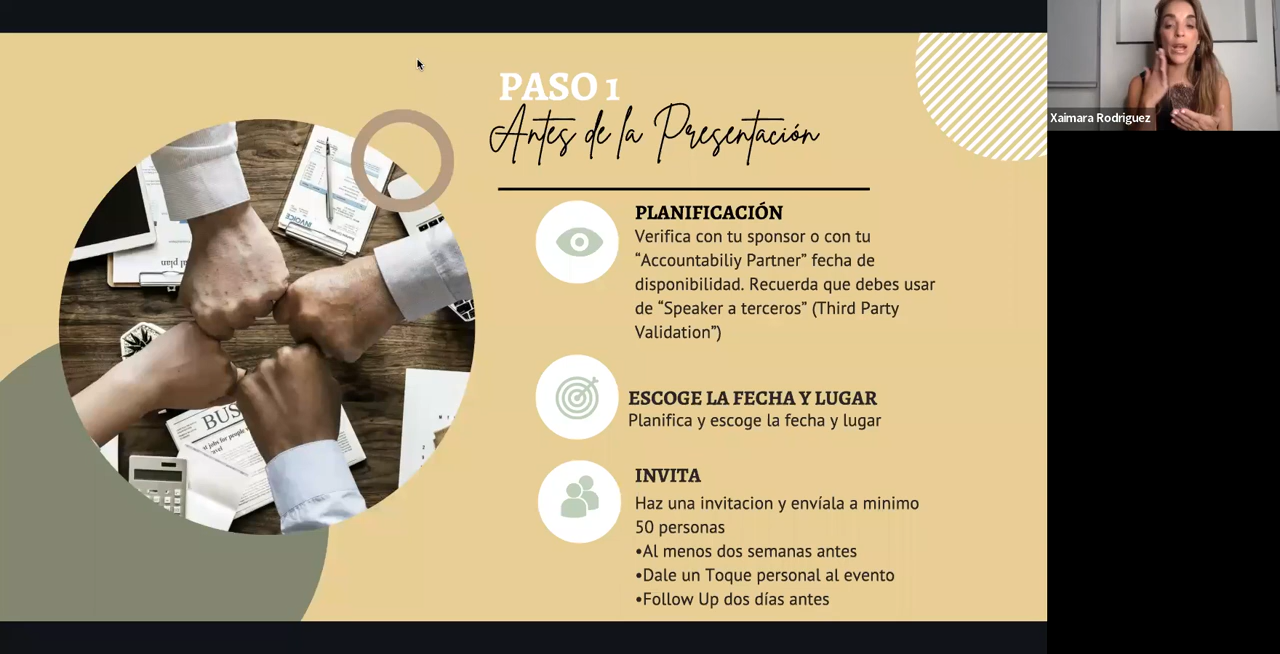 PASO 1
Antes de la Presentación
PLANIFICACIÓN
Verifica con tu sponsor o con tu
“Accountabiliy Partner” fecha de
disponibilidad. Recuerda que debes usar
de “Speaker a terceros” (Third Party
Validation”)
ESCOGE LA FECHA Y LUGAR
Planifica y escoge la fecha y lugar
INVITA
Haz una invitacion y envíala a minimo
50 personas
•Al menos dos semanas antes
•Dale un Toque personal al evento
•Follow Up dos días antes
Xaimara Rodriguez
INVOICE
BUS